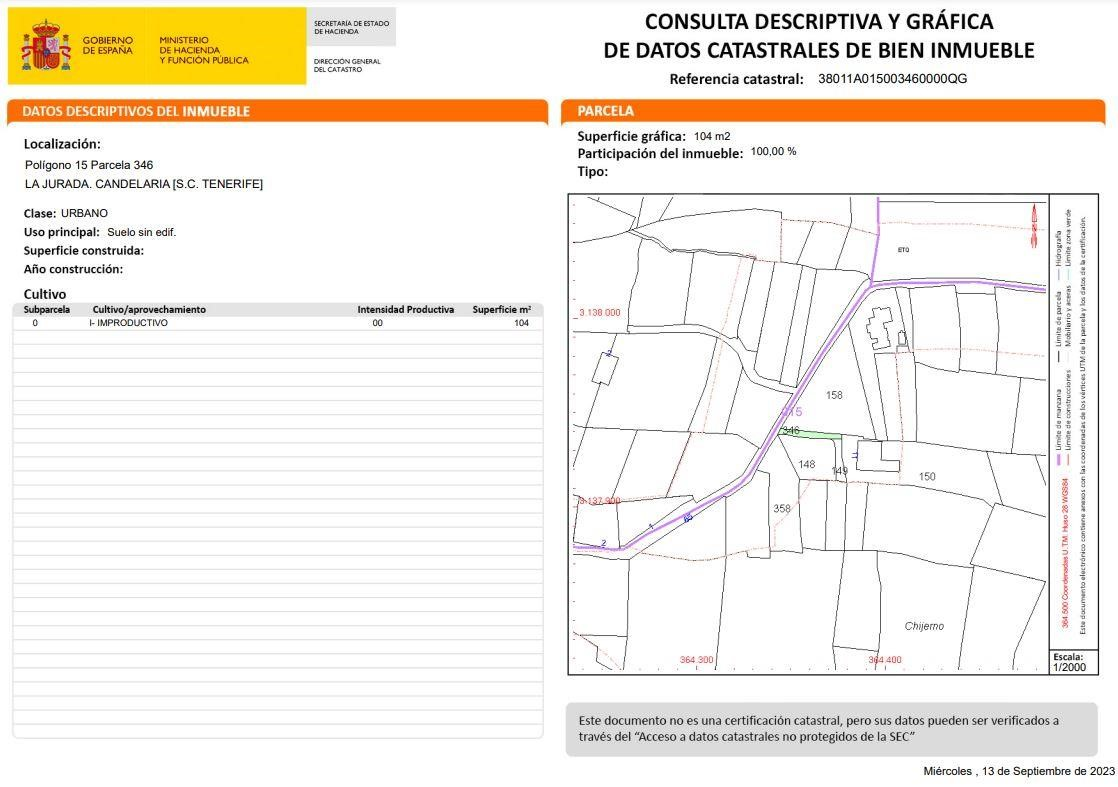 GOBIERNO
DE ESPAÑA
MINISTERIO
DE HACIENDA
Y FUNCIÓN PÚBLICA
SECRETARÍA DE ESTADO
DE HACIENDA
DIRECCIÓN GENERAL
DEL CATASTRO
CONSULTA DESCRIPTIVA Y GRÁFICA
DE DATOS CATASTRALES DE BIEN INMUEBLE
Referencia catastral: 38011A015003460000QG
DATOS DESCRIPTIVOS DEL INMUEBLE
Localización:
Polígono 15 Parcela 346
LA JURADA. CANDELARIA [S.C. TENERIFE]
Clase: URBANO
Uso principal: Suelo sin edif.
Superficie construida:
Año construcción:
Cultivo
Subparcela Cultivo/aprovechamiento Intensidad Productiva Superficie m²
0 I- IMPRODUCTIVO 00 104
PARCELA
Superficie gráfica: 104 m2
Participación del inmueble: 100,00 %
Tipo:
ETQ
3.138.000
2
158
015
346
148
149
11
150
3.137.900
358
1
2
Chijerno
364.300
364.400
Límite de manzana Límite de parcela Hidrografía
Límite de construcciones Mobiliario y aceras Límite zona verde
364.500 Coordenadas U.T.M. Huso 28 WGS84
Este documento electrónico contiene anexos con las coordenadas de los vértices UTM de la parcela y los datos de la certificación.
Escala:
1/2000
Este documento no es una certificación catastral, pero sus datos pueden ser verificados a
través del “Acceso a datos catastrales no protegidos de la SEC”
Miércoles , 13 de Septiembre de 2023